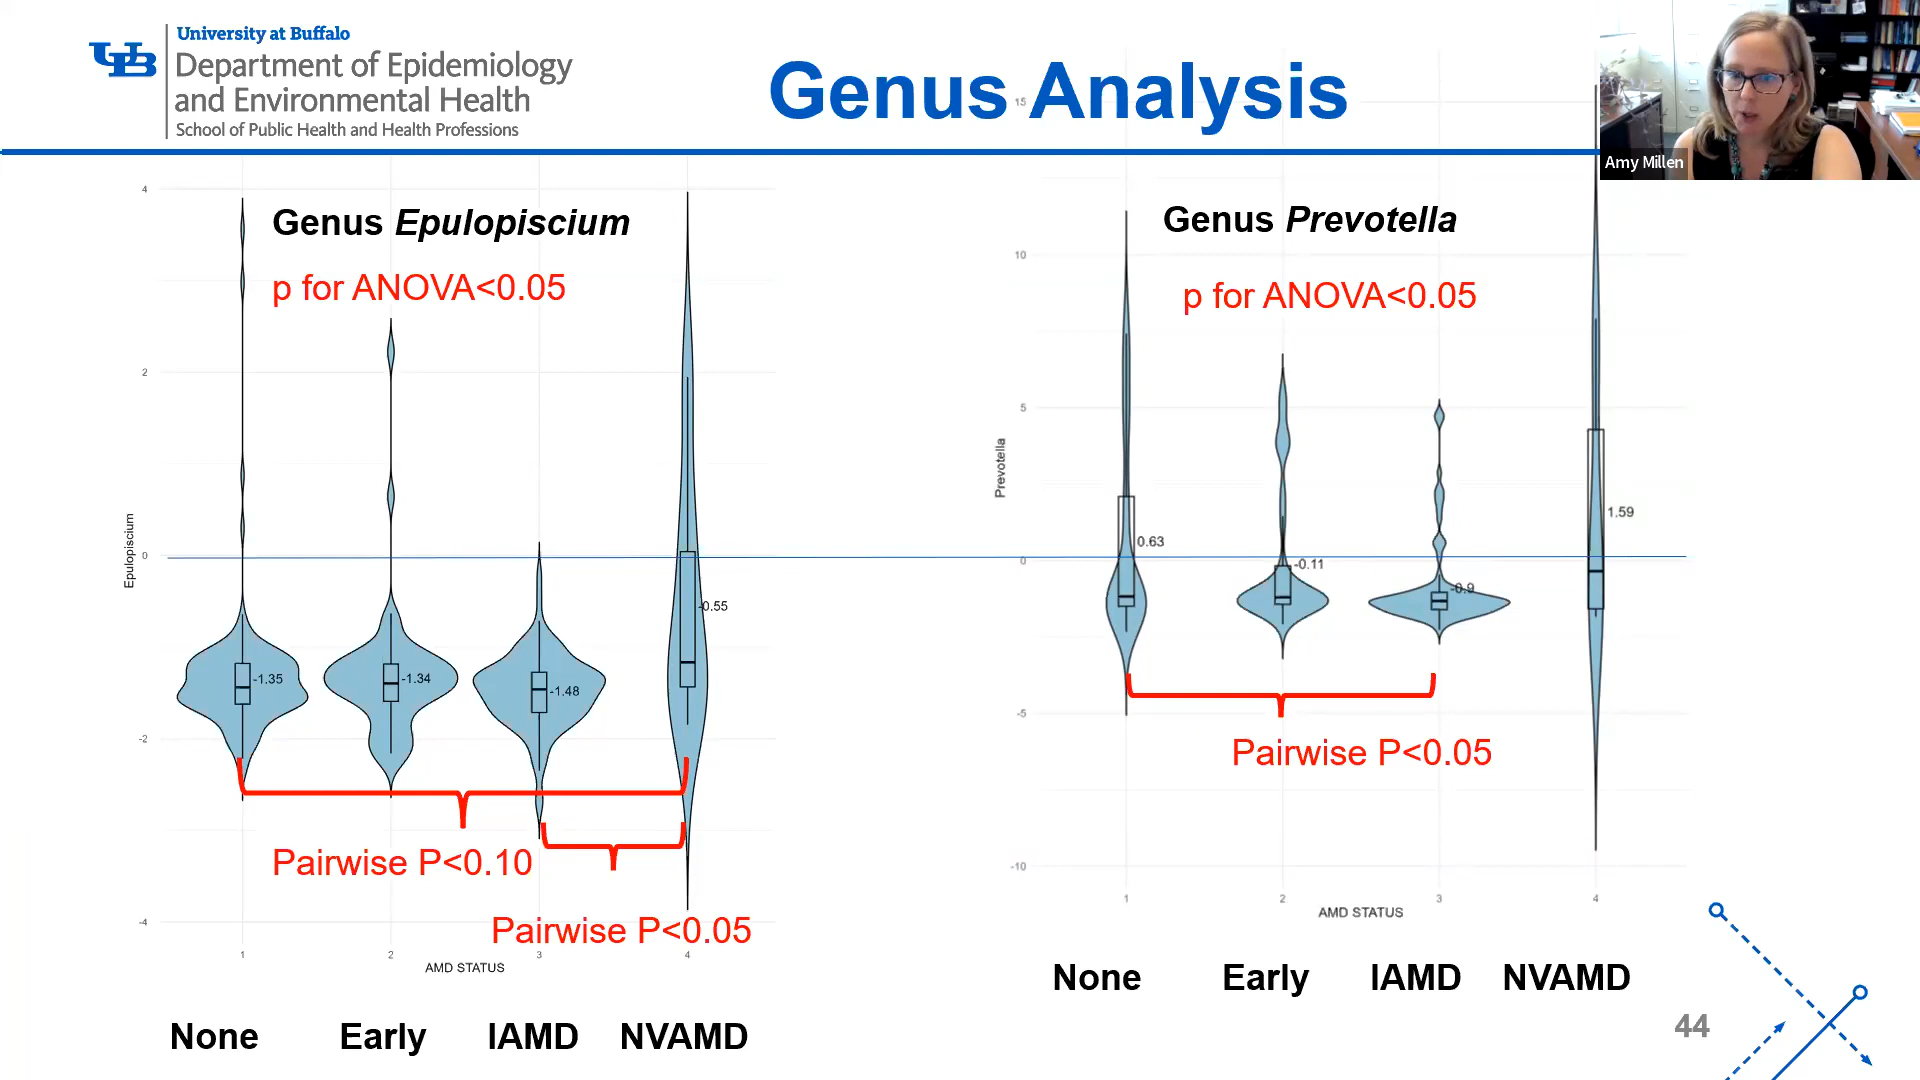 University at Buffalo
Department of Epidemiology
and Environmental Health
School of Public Health and Health Professions
UB
Genus Analysis
Amy Millen
Genus Epulopiscium
p for ANOVA<0.05
4
2
0
-2
-4
Epulopiscium
-1.35
-1.34
-1.48
-0.55
Pairwise P<0.10
Pairwise P<0.05
1
2
3
4
AMD STATUS
None
Early
IAMD
NVAMD
Genus Prevotella
p for ANOVA<0.05
15
10
5
0
-5
-10
Prevotella
0.63
-0.11
-0.9
1.59
Pairwise P<0.05
1
2
3
4
AMD STATUS
None
Early
IAMD
NVAMD
44